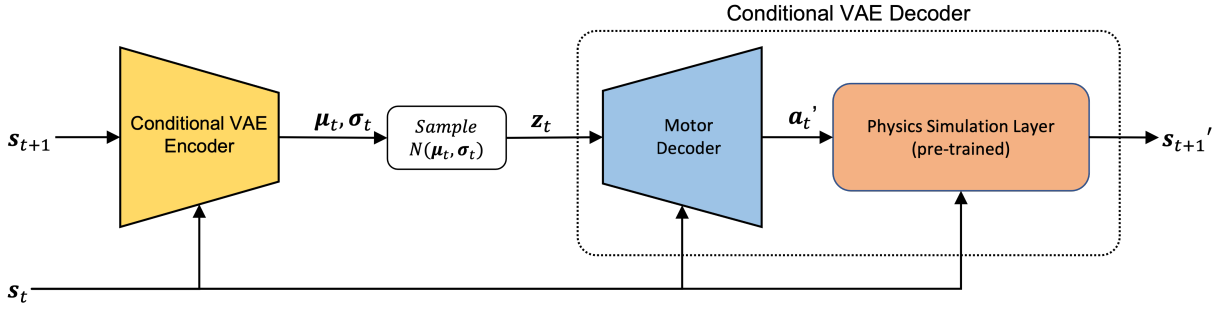 Conditional VAE Decoder
Conditional VAE
Encoder
s_{t+1}
μ_t, σ_t
Sample
N(μ_t, σ_t)
z_t
Motor
Decoder
a_t'
Physics Simulation Layer
(pre-trained)
s_{t+1}'
s_t